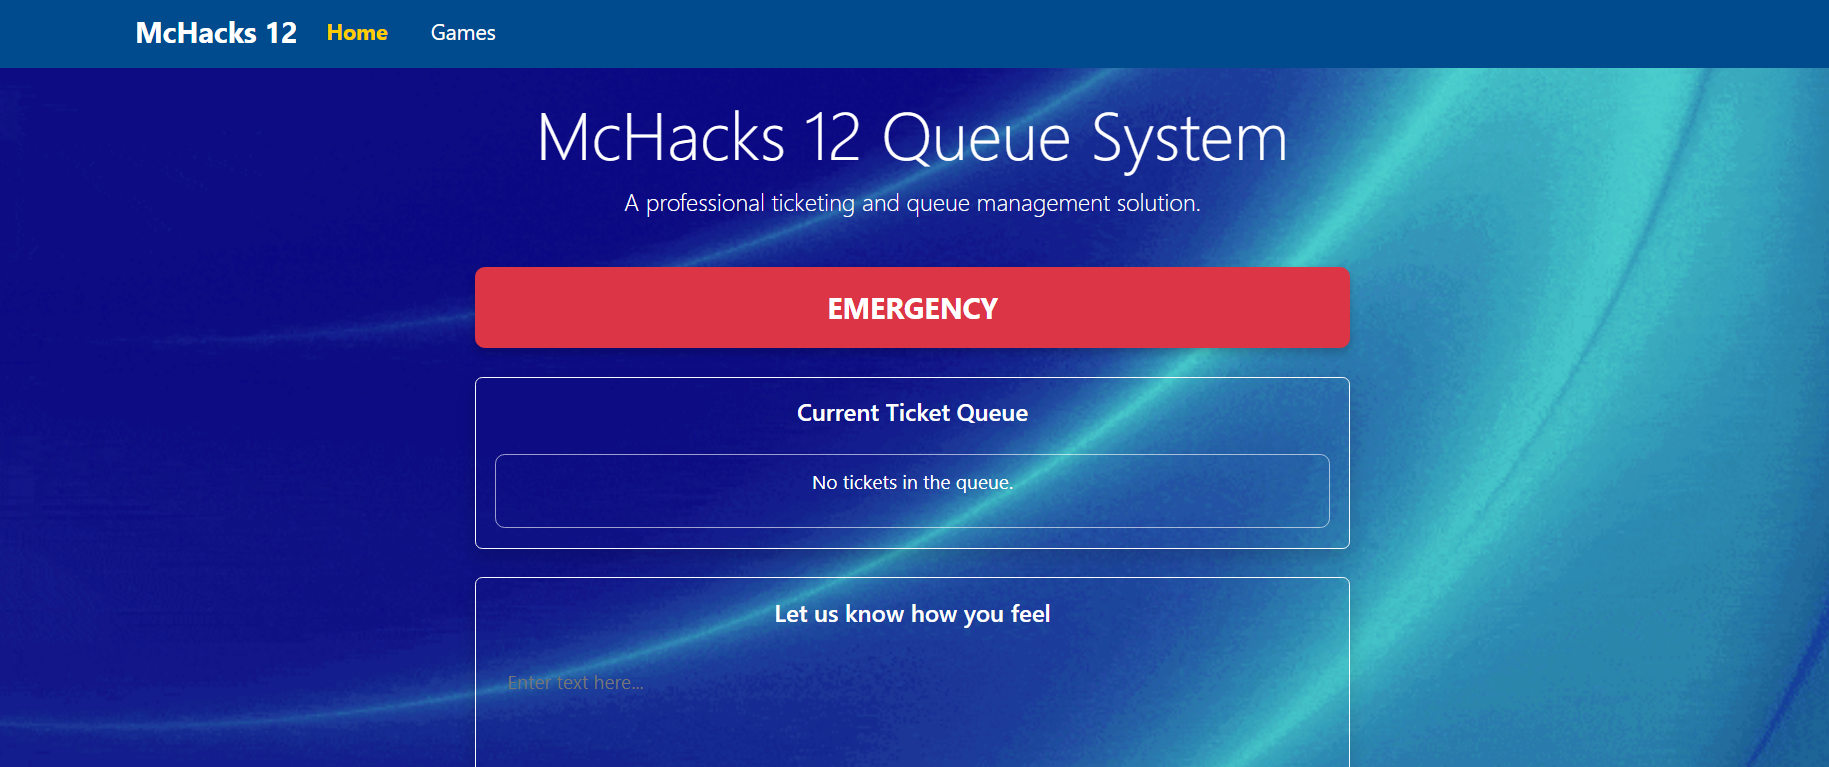 McHacks 12 Home Games
McHacks 12 Queue System
A professional ticketing and queue management solution.
EMERGENCY
Current Ticket Queue
No tickets in the queue.
Let us know how you feel
Enter text here...